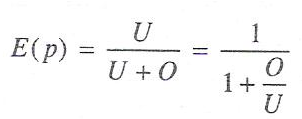 E(p) = U / (U + O) = 1 / (1 + O/U)